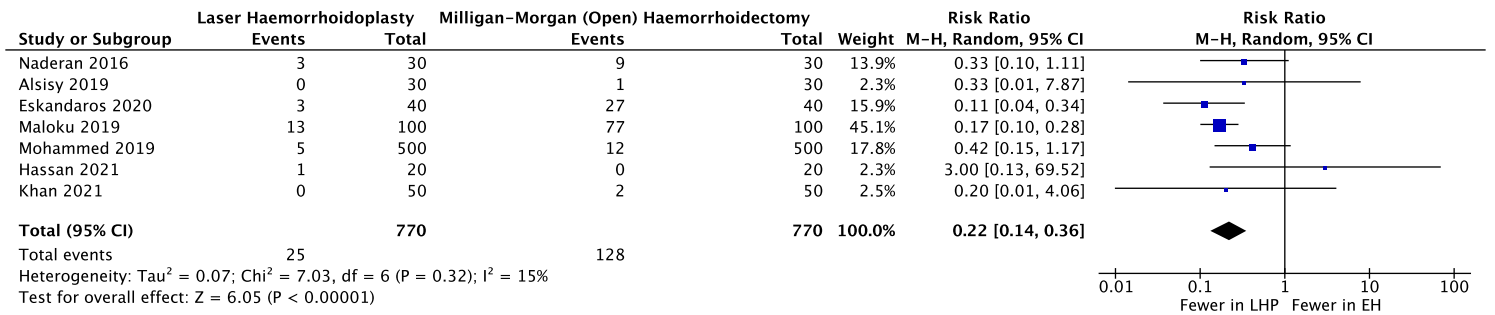 Laser Haemorrhoidoplasty Milligan-Morgan (Open) Haemorrhoidectomy Risk Ratio Risk Ratio
Study or Subgroup Events Total Events Total Weight M-H, Random, 95% CI M-H, Random, 95% CI
Naderan 2016 3 30 9 30 13.9% 0.33 [0.10, 1.11]
Alsisy 2019 0 30 1 30 2.3% 0.33 [0.01, 7.87]
Eskandaros 2020 3 40 27 40 15.9% 0.11 [0.04, 0.34]
Maloku 2019 13 100 77 100 45.1% 0.17 [0.10, 0.28]
Mohammed 2019 5 500 12 500 17.8% 0.42 [0.15, 1.17]
Hassan 2021 1 20 0 20 2.3% 3.00 [0.13, 69.52]
Khan 2021 0 50 2 50 2.5% 0.20 [0.01, 4.06]
Total (95% CI) 770 770 100.0% 0.22 [0.14, 0.36]
Total events 25 128
Heterogeneity: Tau² = 0.07; Chi² = 7.03, df = 6 (P = 0.32); I² = 15%
Test for overall effect: Z = 6.05 (P < 0.00001)
0.01 0.1 1 10 100
Fewer in LHP Fewer in EH